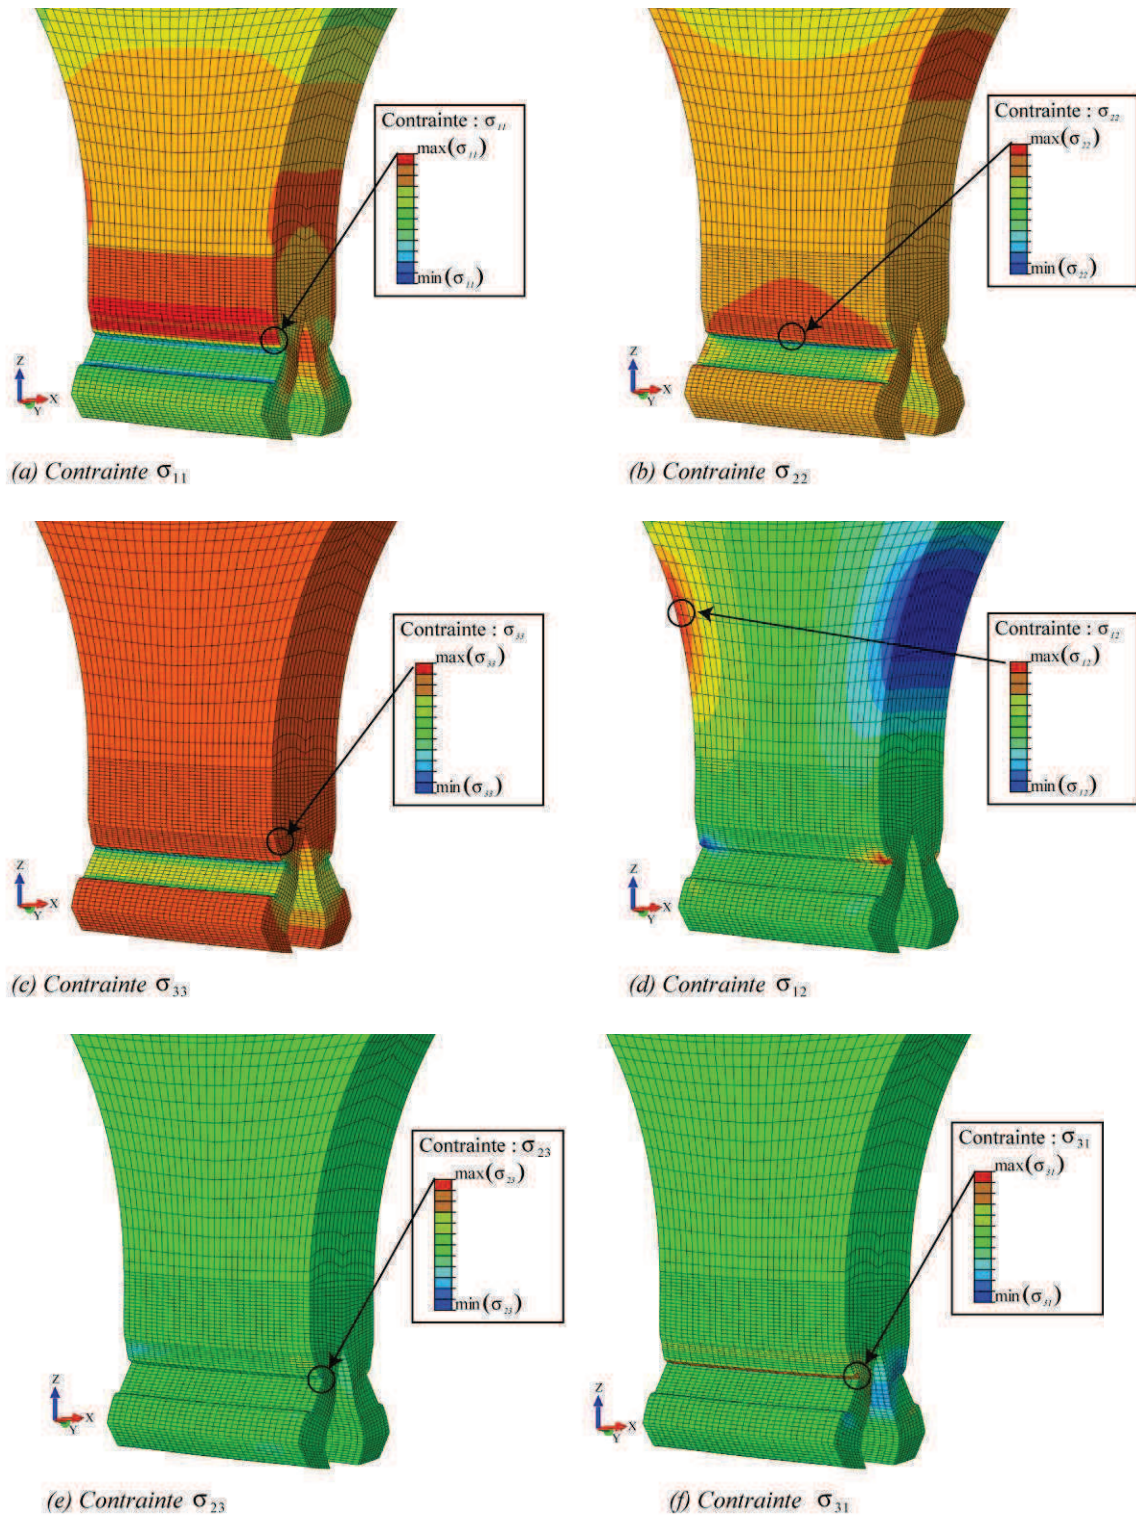 Contrainte : σ11
max(σ11)
min(σ11)
Z
X
Y
(a) Contrainte σ11
Contrainte : σ22
max(σ22)
min(σ22)
Z
X
Y
(b) Contrainte σ22
Contrainte : σ33
max(σ33)
min(σ33)
Z
X
Y
(c) Contrainte σ33
Contrainte : σ12
max(σ12)
min(σ12)
Z
X
Y
(d) Contrainte σ12
Contrainte : σ23
max(σ23)
min(σ23)
Z
X
Y
(e) Contrainte σ23
Contrainte : σ31
max(σ31)
min(σ31)
Z
X
Y
(f) Contrainte σ31